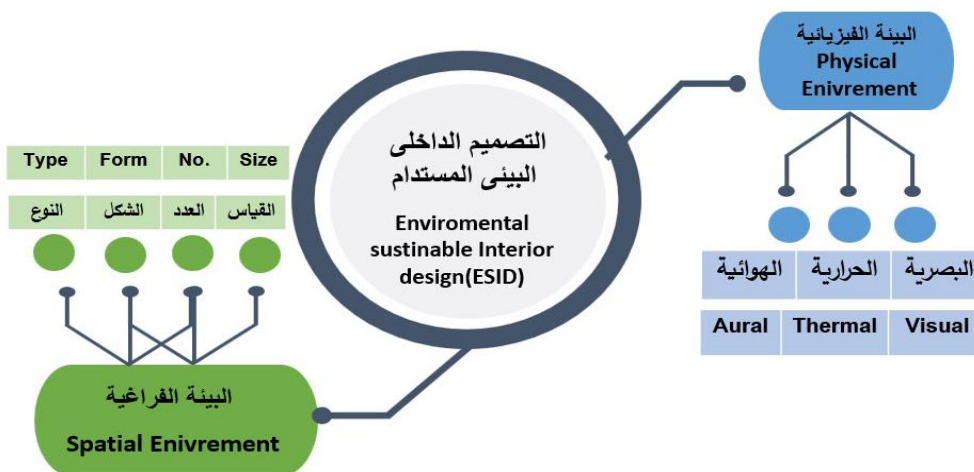 البيئة الفيزيائية
Physical
Enivrement
التصميم الداخلى
البيئى المستدام
Enviromental
sustinable Interior
design(ESID)
Type Form No. Size
النوع الشكل العدد القياس
الهوائية الحرارية البصرية
Aural Thermal Visual
البيئة الفراغية
Spatial Enivrement